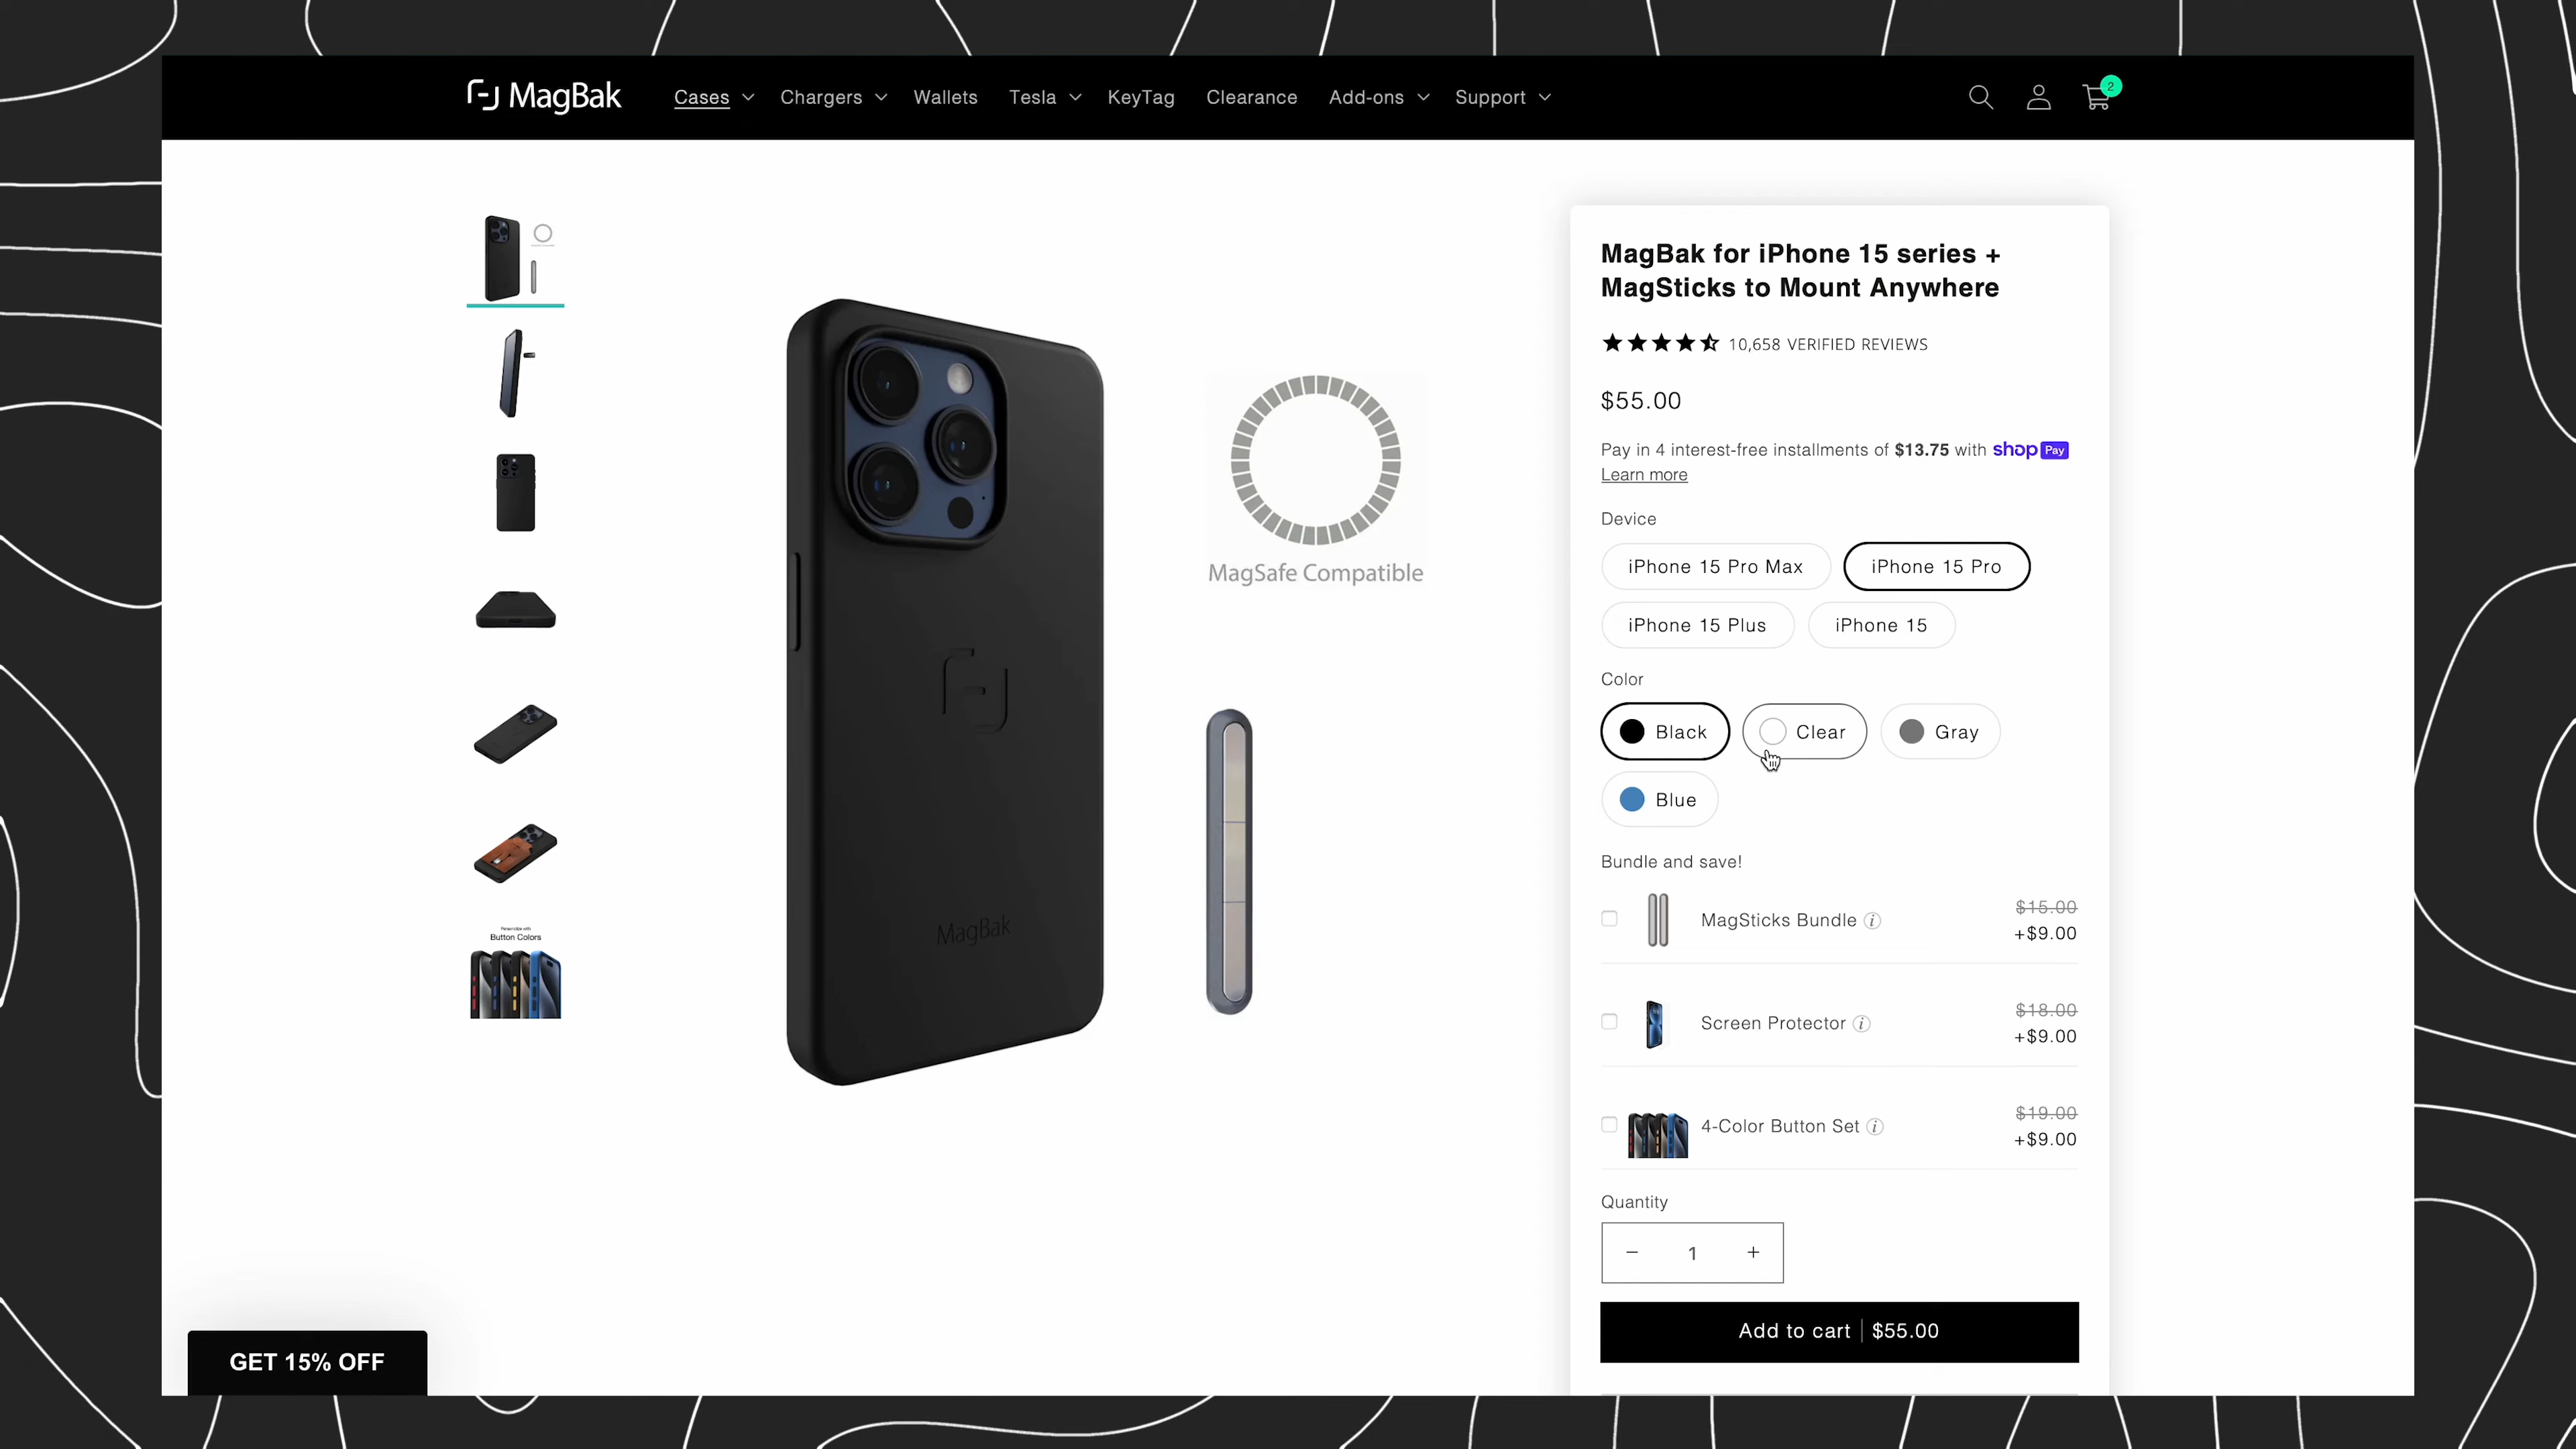 MagBak
Cases
Chargers
Wallets
Tesla
KeyTag
Clearance
Add-ons
Support
2
Button Colors
MagSafe Compatible
MagBak
MagBak for iPhone 15 series +
MagSticks to Mount Anywhere
10,658 VERIFIED REVIEWS
$55.00
Pay in 4 interest-free installments of $13.75 with shop Pay
Learn more
Device
iPhone 15 Pro Max
iPhone 15 Pro
iPhone 15 Plus
iPhone 15
Color
Black
Clear
Gray
Blue
Bundle and save!
MagSticks Bundle i
$15.00
+$9.00
Screen Protector i
$18.00
+$9.00
4-Color Button Set i
$19.00
+$9.00
Quantity
− 1 +
Add to cart | $55.00
GET 15% OFF